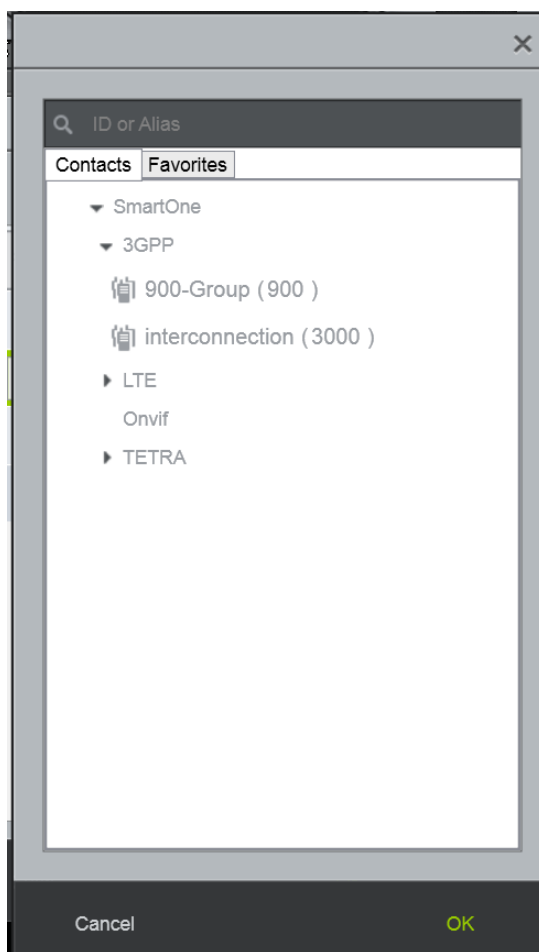 ID or Alias
Contacts Favorites
SmartOne
3GPP
900-Group (900 )
interconnection (3000 )
LTE
Onvif
TETRA
Cancel OK